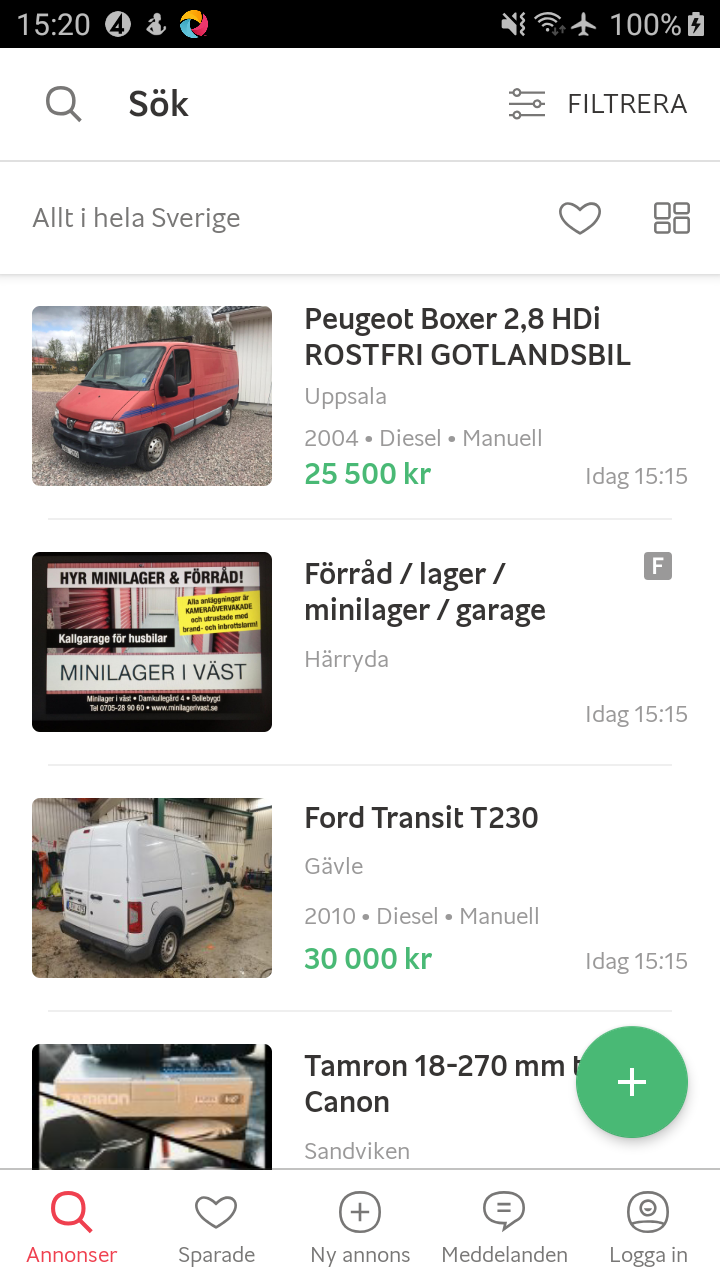 15:20
100%
Sök
FILTRERA
Allt i hela Sverige
Peugeot Boxer 2,8 HDi
ROSTFRI GOTLANDSBIL
Uppsala
2004 • Diesel • Manuell
25 500 kr
Idag 15:15
HYR MINILAGER & FÖRRÅD!
Alla anläggningar är
KAMERAÖVERVAKADE
och utrustade med
brand- och inbrottslarm!
Kallgarage för husbilar
MINILAGER I VÄST
Minilager i väst • Damkullegård 4 • Bollebygd
Tel 0705-28 90 60 • www.minilagerivast.se
Förråd / lager /
minilager / garage
F
Härryda
Idag 15:15
Ford Transit T230
Gävle
2010 • Diesel • Manuell
30 000 kr
Idag 15:15
TAMRON
Tamron 18-270 mm t
Canon
Sandviken
Annonser
Sparade
Ny annons
Meddelanden
Logga in